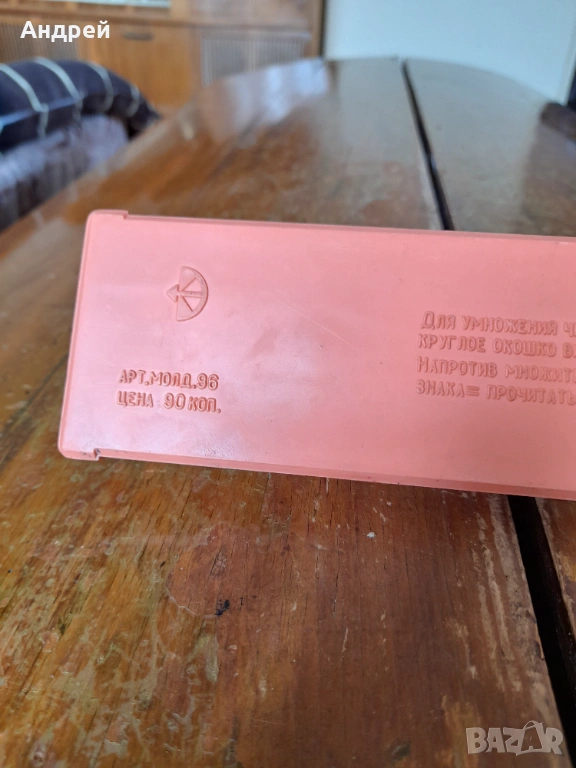 Андрей
АРТ.МОЛД.96
ЦЕНА 90 КОП.
Для умножения
круглое окошко
Напротив
знака= прочитать
BAZAR